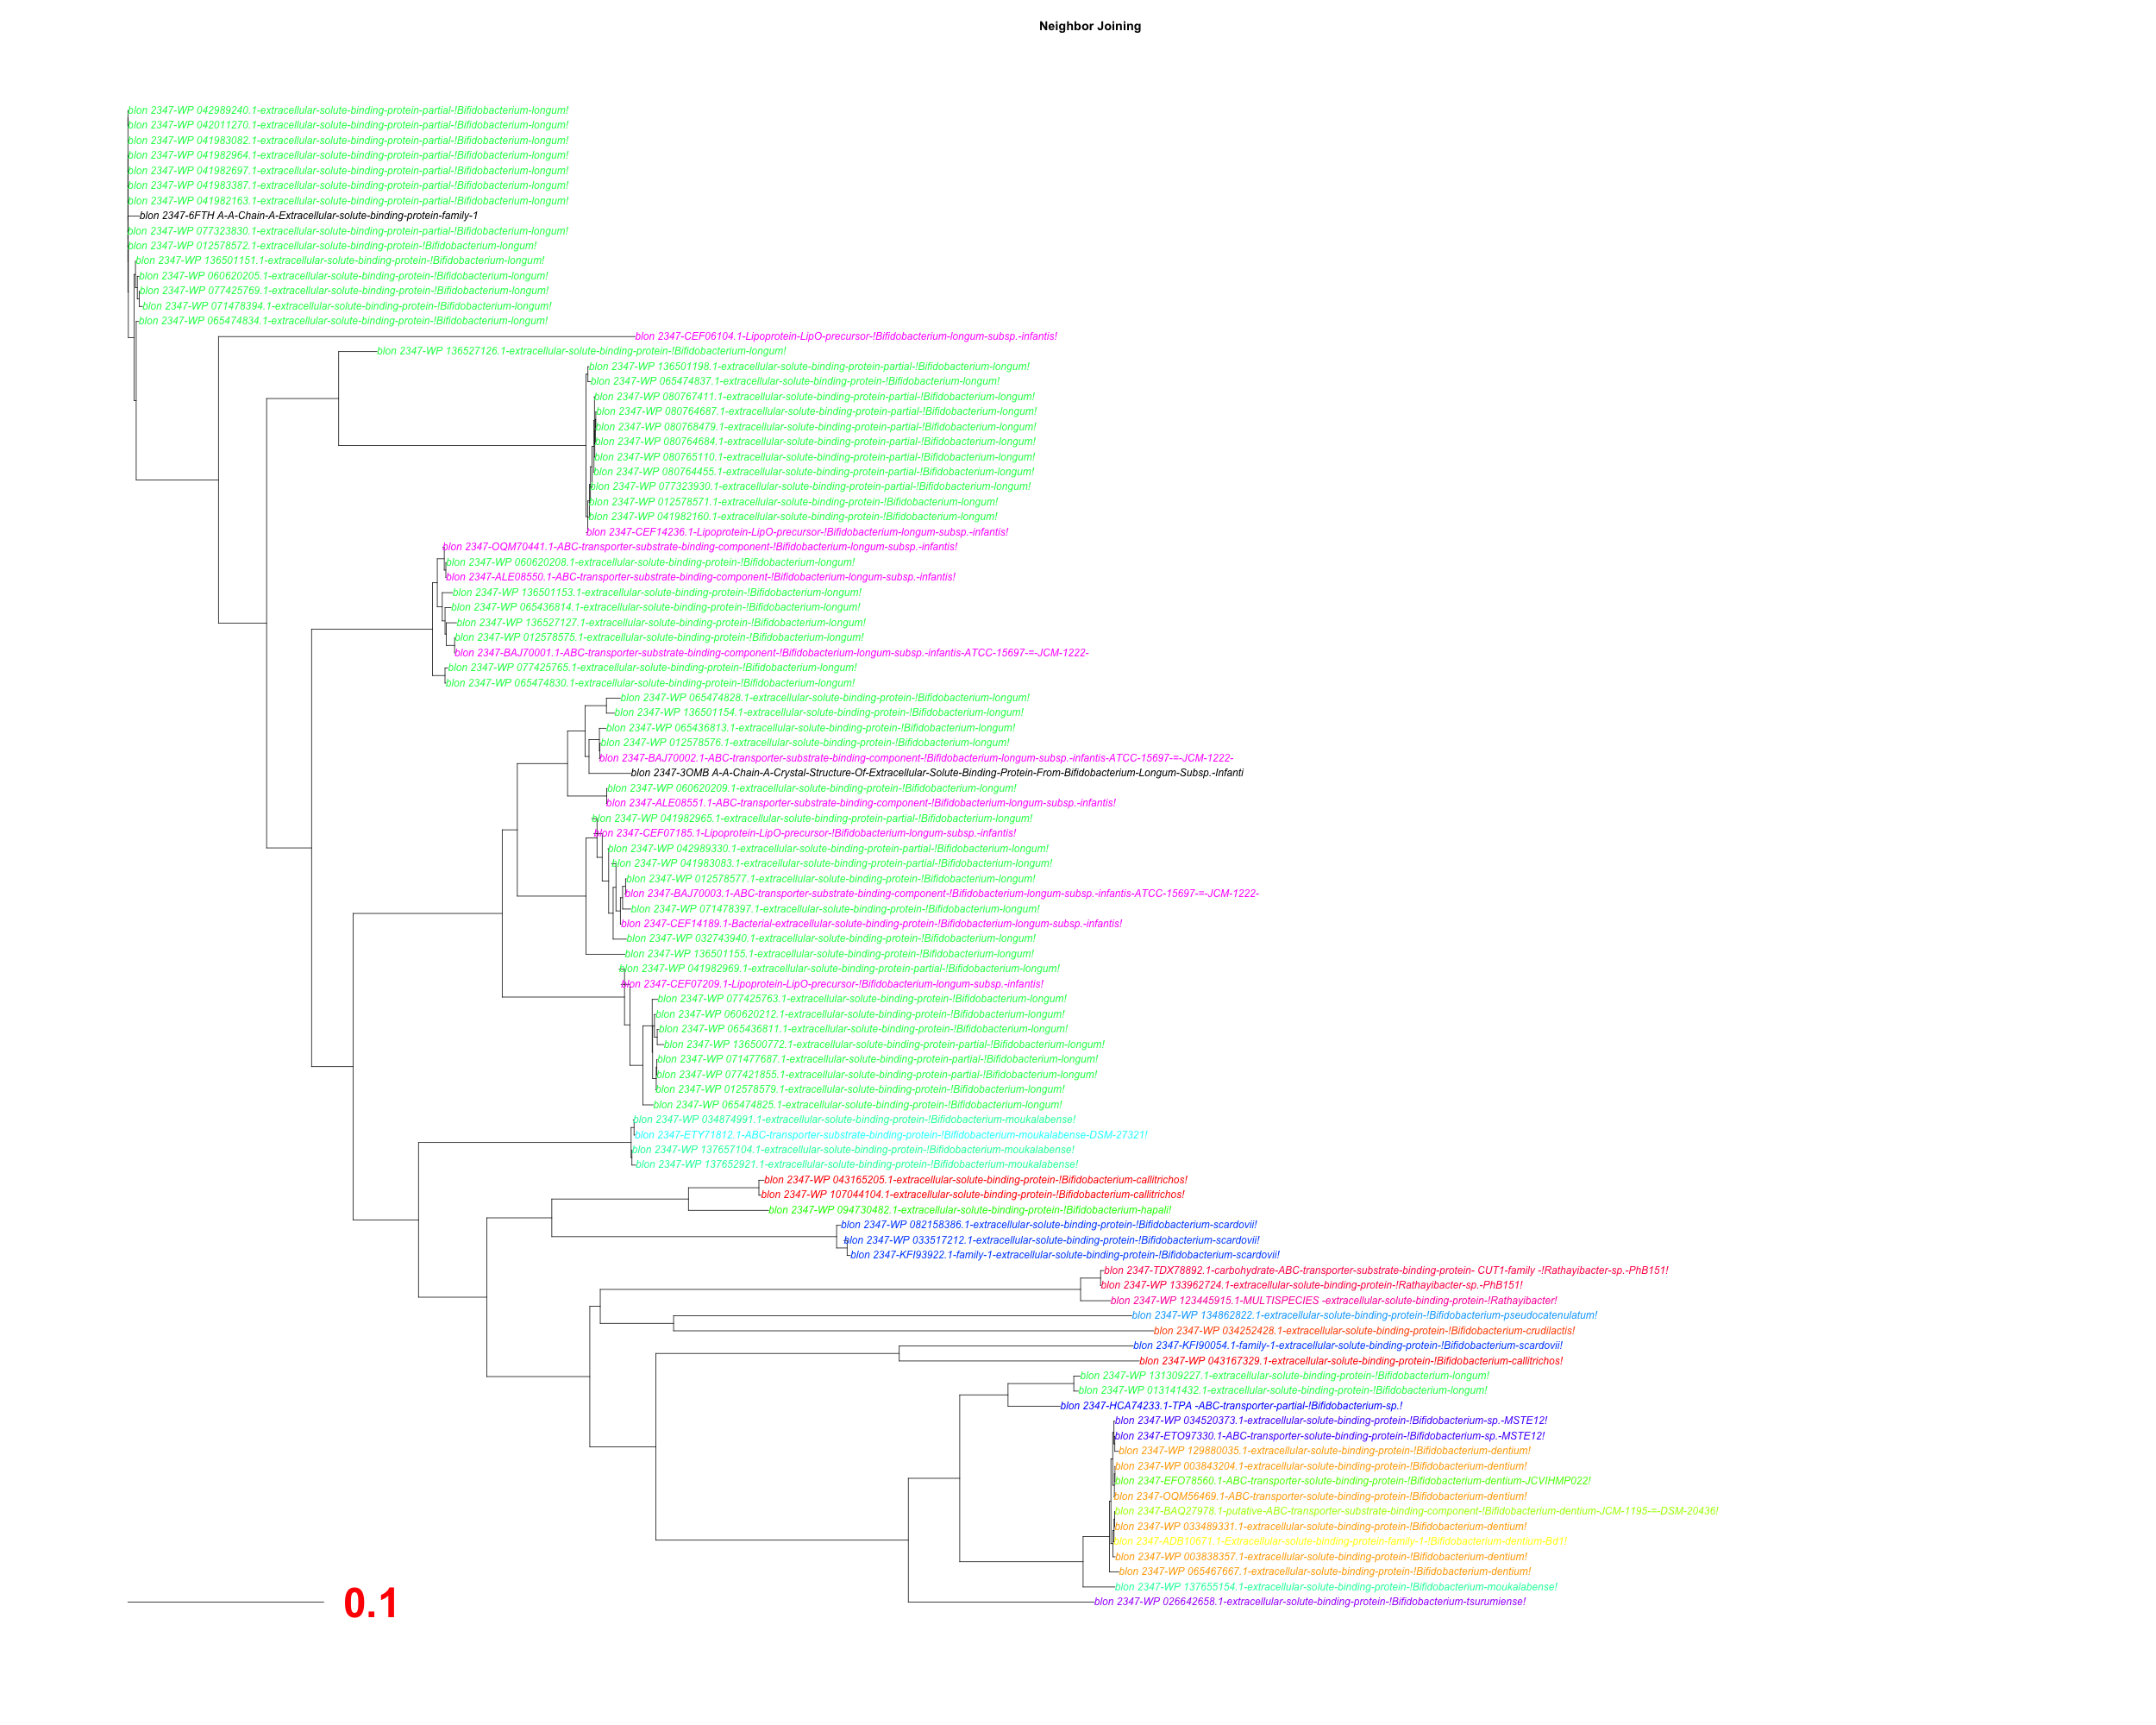 Neighbor Joining
blon 2347-WP 042989240.1-extracellular-solute-binding-protein-partial-!Bifidobacterium-longum!
blon 2347-WP 042011270.1-extracellular-solute-binding-protein-partial-!Bifidobacterium-longum!
blon 2347-WP 041983082.1-extracellular-solute-binding-protein-partial-!Bifidobacterium-longum!
blon 2347-WP 041982964.1-extracellular-solute-binding-protein-partial-!Bifidobacterium-longum!
blon 2347-WP 041982697.1-extracellular-solute-binding-protein-partial-!Bifidobacterium-longum!
blon 2347-WP 041983387.1-extracellular-solute-binding-protein-partial-!Bifidobacterium-longum!
blon 2347-WP 041982163.1-extracellular-solute-binding-protein-partial-!Bifidobacterium-longum!
blon 2347-6FTH A-A-Chain-A-Extracellular-solute-binding-protein-family-1
blon 2347-WP 077323830.1-extracellular-solute-binding-protein-partial-!Bifidobacterium-longum!
blon 2347-WP 012578572.1-extracellular-solute-binding-protein-!Bifidobacterium-longum!
blon 2347-WP 136501151.1-extracellular-solute-binding-protein-!Bifidobacterium-longum!
blon 2347-WP 060620205.1-extracellular-solute-binding-protein-!Bifidobacterium-longum!
blon 2347-WP 077425769.1-extracellular-solute-binding-protein-!Bifidobacterium-longum!
blon 2347-WP 071478394.1-extracellular-solute-binding-protein-!Bifidobacterium-longum!
blon 2347-WP 065474834.1-extracellular-solute-binding-protein-!Bifidobacterium-longum!
blon 2347-CEF06104.1-Lipoprotein-LipO-precursor-!Bifidobacterium-longum-subsp.-infantis!
blon 2347-WP 136527126.1-extracellular-solute-binding-protein-!Bifidobacterium-longum!
blon 2347-WP 136501198.1-extracellular-solute-binding-protein-partial-!Bifidobacterium-longum!
blon 2347-WP 065474837.1-extracellular-solute-binding-protein-!Bifidobacterium-longum!
blon 2347-WP 080767411.1-extracellular-solute-binding-protein-partial-!Bifidobacterium-longum!
blon 2347-WP 080764687.1-extracellular-solute-binding-protein-partial-!Bifidobacterium-longum!
blon 2347-WP 080768479.1-extracellular-solute-binding-protein-partial-!Bifidobacterium-longum!
blon 2347-WP 080764684.1-extracellular-solute-binding-protein-partial-!Bifidobacterium-longum!
blon 2347-WP 080765110.1-extracellular-solute-binding-protein-partial-!Bifidobacterium-longum!
blon 2347-WP 080764455.1-extracellular-solute-binding-protein-partial-!Bifidobacterium-longum!
blon 2347-WP 077323930.1-extracellular-solute-binding-protein-partial-!Bifidobacterium-longum!
blon 2347-WP 012578571.1-extracellular-solute-binding-protein-!Bifidobacterium-longum!
blon 2347-WP 041982160.1-extracellular-solute-binding-protein-!Bifidobacterium-longum!
blon 2347-CEF14236.1-Lipoprotein-LipO-precursor-!Bifidobacterium-longum-subsp.-infantis!
blon 2347-OQM70441.1-ABC-transporter-substrate-binding-component-!Bifidobacterium-longum-subsp.-infantis!
blon 2347-WP 060620208.1-extracellular-solute-binding-protein-!Bifidobacterium-longum!
blon 2347-ALE08550.1-ABC-transporter-substrate-binding-component-!Bifidobacterium-longum-subsp.-infantis!
blon 2347-WP 136501153.1-extracellular-solute-binding-protein-!Bifidobacterium-longum!
blon 2347-WP 065436814.1-extracellular-solute-binding-protein-!Bifidobacterium-longum!
blon 2347-WP 136527127.1-extracellular-solute-binding-protein-!Bifidobacterium-longum!
blon 2347-WP 012578575.1-extracellular-solute-binding-protein-!Bifidobacterium-longum!
blon 2347-BAJ70001.1-ABC-transporter-substrate-binding-component-!Bifidobacterium-longum-subsp.-infantis-ATCC-15697-=-JCM-1222-
blon 2347-WP 077425765.1-extracellular-solute-binding-protein-!Bifidobacterium-longum!
blon 2347-WP 065474830.1-extracellular-solute-binding-protein-!Bifidobacterium-longum!
blon 2347-WP 065474828.1-extracellular-solute-binding-protein-!Bifidobacterium-longum!
blon 2347-WP 136501154.1-extracellular-solute-binding-protein-!Bifidobacterium-longum!
blon 2347-WP 065436813.1-extracellular-solute-binding-protein-!Bifidobacterium-longum!
blon 2347-WP 012578576.1-extracellular-solute-binding-protein-!Bifidobacterium-longum!
blon 2347-BAJ70002.1-ABC-transporter-substrate-binding-component-!Bifidobacterium-longum-subsp.-infantis-ATCC-15697-=-JCM-1222-
blon 2347-3OMB A-A-Chain-A-Crystal-Structure-Of-Extracellular-Solute-Binding-Protein-From-Bifidobacterium-Longum-Subsp.-Infanti
blon 2347-WP 060620209.1-extracellular-solute-binding-protein-!Bifidobacterium-longum!
blon 2347-ALE08551.1-ABC-transporter-substrate-binding-component-!Bifidobacterium-longum-subsp.-infantis!
blon 2347-WP 041982965.1-extracellular-solute-binding-protein-partial-!Bifidobacterium-longum!
blon 2347-CEF07185.1-Lipoprotein-LipO-precursor-!Bifidobacterium-longum-subsp.-infantis!
blon 2347-WP 042989330.1-extracellular-solute-binding-protein-partial-!Bifidobacterium-longum!
blon 2347-WP 041983083.1-extracellular-solute-binding-protein-partial-!Bifidobacterium-longum!
blon 2347-WP 012578577.1-extracellular-solute-binding-protein-!Bifidobacterium-longum!
blon 2347-BAJ70003.1-ABC-transporter-substrate-binding-component-!Bifidobacterium-longum-subsp.-infantis-ATCC-15697-=-JCM-1222-
blon 2347-WP 071478397.1-extracellular-solute-binding-protein-!Bifidobacterium-longum!
blon 2347-CEF14189.1-Bacterial-extracellular-solute-binding-protein-!Bifidobacterium-longum-subsp.-infantis!
blon 2347-WP 032743940.1-extracellular-solute-binding-protein-!Bifidobacterium-longum!
blon 2347-WP 136501155.1-extracellular-solute-binding-protein-!Bifidobacterium-longum!
blon 2347-WP 041982969.1-extracellular-solute-binding-protein-partial-!Bifidobacterium-longum!
blon 2347-CEF07209.1-Lipoprotein-LipO-precursor-!Bifidobacterium-longum-subsp.-infantis!
blon 2347-WP 077425763.1-extracellular-solute-binding-protein-!Bifidobacterium-longum!
blon 2347-WP 060620212.1-extracellular-solute-binding-protein-!Bifidobacterium-longum!
blon 2347-WP 065436811.1-extracellular-solute-binding-protein-!Bifidobacterium-longum!
blon 2347-WP 136500772.1-extracellular-solute-binding-protein-partial-!Bifidobacterium-longum!
blon 2347-WP 071477687.1-extracellular-solute-binding-protein-partial-!Bifidobacterium-longum!
blon 2347-WP 077421855.1-extracellular-solute-binding-protein-partial-!Bifidobacterium-longum!
blon 2347-WP 012578579.1-extracellular-solute-binding-protein-!Bifidobacterium-longum!
blon 2347-WP 065474825.1-extracellular-solute-binding-protein-!Bifidobacterium-longum!
blon 2347-WP 034874991.1-extracellular-solute-binding-protein-!Bifidobacterium-moukalabense!
blon 2347-ETY71812.1-ABC-transporter-substrate-binding-protein-!Bifidobacterium-moukalabense-DSM-27321!
blon 2347-WP 137657104.1-extracellular-solute-binding-protein-!Bifidobacterium-moukalabense!
blon 2347-WP 137652921.1-extracellular-solute-binding-protein-!Bifidobacterium-moukalabense!
blon 2347-WP 043165205.1-extracellular-solute-binding-protein-!Bifidobacterium-callitrichos!
blon 2347-WP 107044104.1-extracellular-solute-binding-protein-!Bifidobacterium-callitrichos!
blon 2347-WP 094730482.1-extracellular-solute-binding-protein-!Bifidobacterium-hapali!
blon 2347-WP 082158386.1-extracellular-solute-binding-protein-!Bifidobacterium-scardovii!
blon 2347-WP 033517212.1-extracellular-solute-binding-protein-!Bifidobacterium-scardovii!
blon 2347-KFI93922.1-family-1-extracellular-solute-binding-protein-!Bifidobacterium-scardovii!
blon 2347-TDX78892.1-carbohydrate-ABC-transporter-substrate-binding-protein- CUT1-family -!Rathayibacter-sp.-PhB151!
blon 2347-WP 133962724.1-extracellular-solute-binding-protein-!Rathayibacter-sp.-PhB151!
blon 2347-WP 123445915.1-MULTISPECIES -extracellular-solute-binding-protein-!Rathayibacter!
blon 2347-WP 134862822.1-extracellular-solute-binding-protein-!Bifidobacterium-pseudocatenulatum!
blon 2347-WP 034252428.1-extracellular-solute-binding-protein-!Bifidobacterium-crudilactis!
blon 2347-KFI90054.1-family-1-extracellular-solute-binding-protein-!Bifidobacterium-scardovii!
blon 2347-WP 043167329.1-extracellular-solute-binding-protein-!Bifidobacterium-callitrichos!
blon 2347-WP 131309227.1-extracellular-solute-binding-protein-!Bifidobacterium-longum!
blon 2347-WP 013141432.1-extracellular-solute-binding-protein-!Bifidobacterium-longum!
blon 2347-HCA74233.1-TPA -ABC-transporter-partial-!Bifidobacterium-sp.!
blon 2347-WP 034520373.1-extracellular-solute-binding-protein-!Bifidobacterium-sp.-MSTE12!
blon 2347-ETO97330.1-ABC-transporter-solute-binding-protein-!Bifidobacterium-sp.-MSTE12!
blon 2347-WP 129880035.1-extracellular-solute-binding-protein-!Bifidobacterium-dentium!
blon 2347-WP 003843204.1-extracellular-solute-binding-protein-!Bifidobacterium-dentium!
blon 2347-EFO78560.1-ABC-transporter-solute-binding-protein-!Bifidobacterium-dentium-JCVIHMP022!
blon 2347-OQM56469.1-ABC-transporter-solute-binding-protein-!Bifidobacterium-dentium!
blon 2347-BAQ27978.1-putative-ABC-transporter-substrate-binding-component-!Bifidobacterium-dentium-JCM-1195-=-DSM-20436!
blon 2347-WP 033489331.1-extracellular-solute-binding-protein-!Bifidobacterium-dentium!
blon 2347-ADB10671.1-Extracellular-solute-binding-protein-family-1-!Bifidobacterium-dentium-Bd1!
blon 2347-WP 003838357.1-extracellular-solute-binding-protein-!Bifidobacterium-dentium!
blon 2347-WP 065467667.1-extracellular-solute-binding-protein-!Bifidobacterium-dentium!
blon 2347-WP 137655154.1-extracellular-solute-binding-protein-!Bifidobacterium-moukalabense!
blon 2347-WP 026642658.1-extracellular-solute-binding-protein-!Bifidobacterium-tsurumiense!
0.1